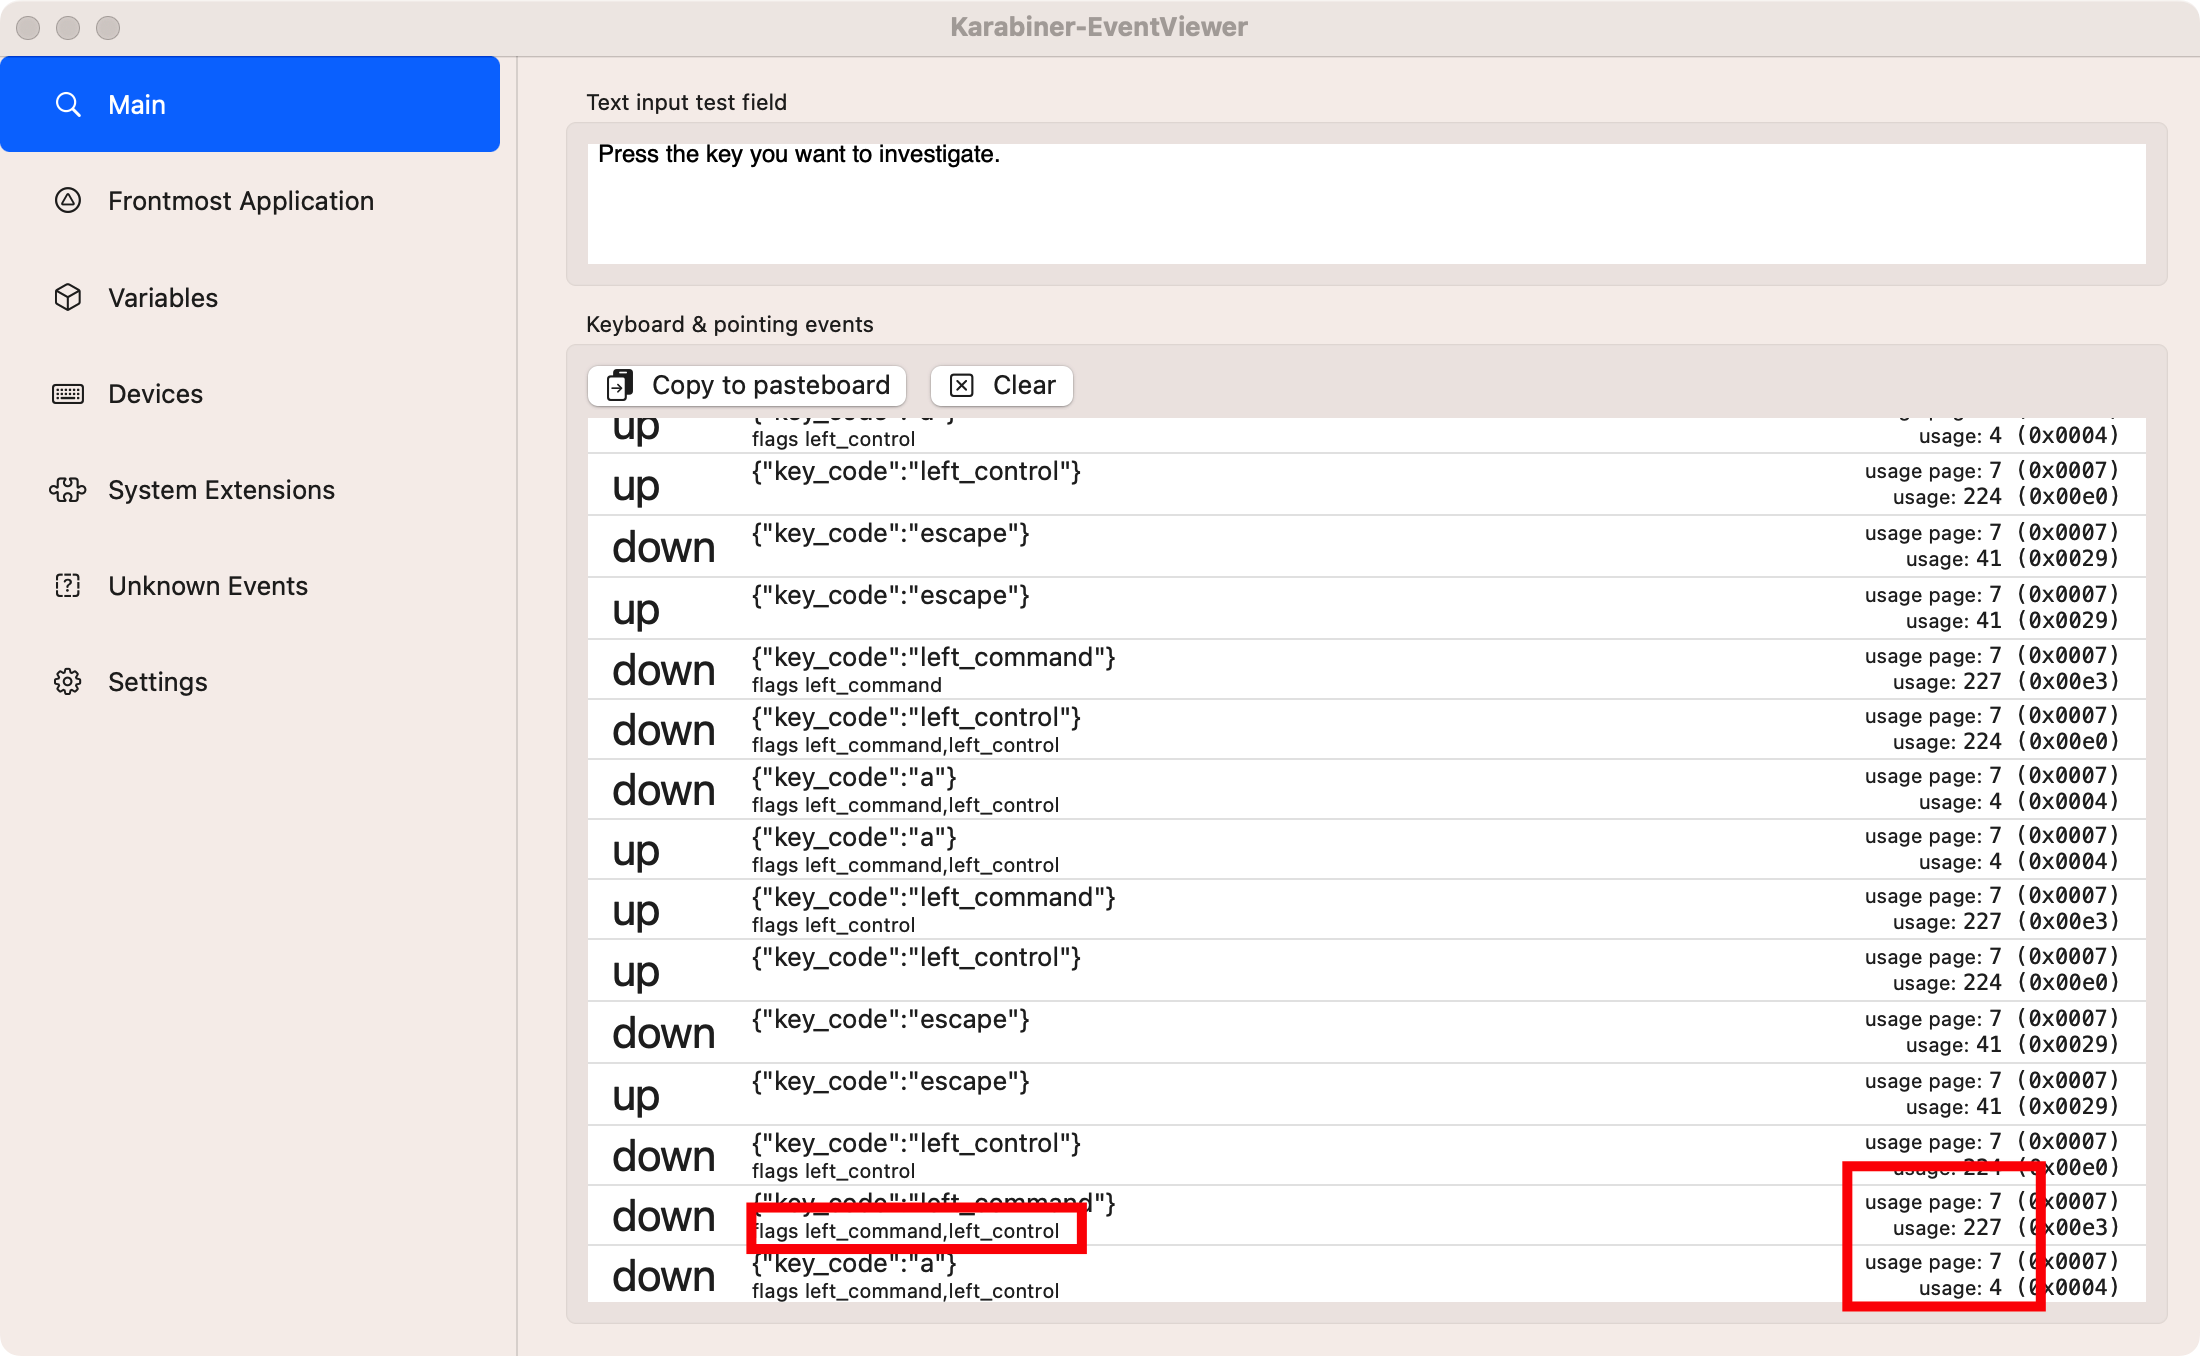 Karabiner-EventViewer
Main
Frontmost Application
Variables
Devices
System Extensions
Unknown Events
Settings
Text input test field
Press the key you want to investigate.
Keyboard & pointing events
Copy to pasteboard
Clear
up
flags left_control
usage: 4 (0x0004)
up
{"key_code":"left_control"}
usage page: 7 (0x0007)
usage: 224 (0x00e0)
down
{"key_code":"escape"}
usage page: 7 (0x0007)
usage: 41 (0x0029)
up
{"key_code":"escape"}
usage page: 7 (0x0007)
usage: 41 (0x0029)
down
{"key_code":"left_command"}
flags left_command
usage page: 7 (0x0007)
usage: 227 (0x00e3)
down
{"key_code":"left_control"}
flags left_command,left_control
usage page: 7 (0x0007)
usage: 224 (0x00e0)
down
{"key_code":"a"}
flags left_command,left_control
usage page: 7 (0x0007)
usage: 4 (0x0004)
up
{"key_code":"a"}
flags left_command,left_control
usage page: 7 (0x0007)
usage: 4 (0x0004)
up
{"key_code":"left_command"}
flags left_control
usage page: 7 (0x0007)
usage: 227 (0x00e3)
up
{"key_code":"left_control"}
usage page: 7 (0x0007)
usage: 224 (0x00e0)
down
{"key_code":"escape"}
usage page: 7 (0x0007)
usage: 41 (0x0029)
up
{"key_code":"escape"}
usage page: 7 (0x0007)
usage: 41 (0x0029)
down
{"key_code":"left_control"}
flags left_control
usage page: 7 (0x0007)
usage: 224 (0x00e0)
down
{"key_code":"left_command"}
flags left_command,left_control
usage page: 7 (0x0007)
usage: 227 (0x00e3)
down
{"key_code":"a"}
flags left_command,left_control
usage page: 7 (0x0007)
usage: 4 (0x0004)